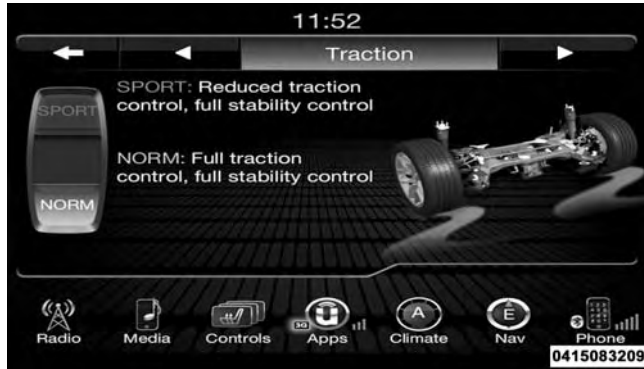 11:52
Traction
SPORT: Reduced traction
control, full stability control
SPORT
NORM: Full traction
control, full stability control
NORM
3G
A
E
Radio
Media
Controls
Apps
Climate
Nav
Phone
0415083209